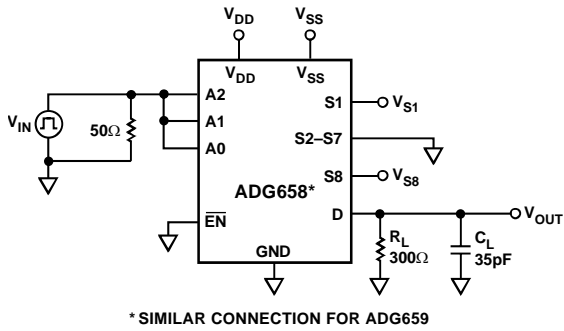 VDD
VSS
VDD
VSS
A2
A1
A0
VIN
50Ω
S1
VS1
S2–S7
S8
VS8
ADG658*
D
VOUT
EN
GND
RL
300Ω
CL
35pF
* SIMILAR CONNECTION FOR ADG659